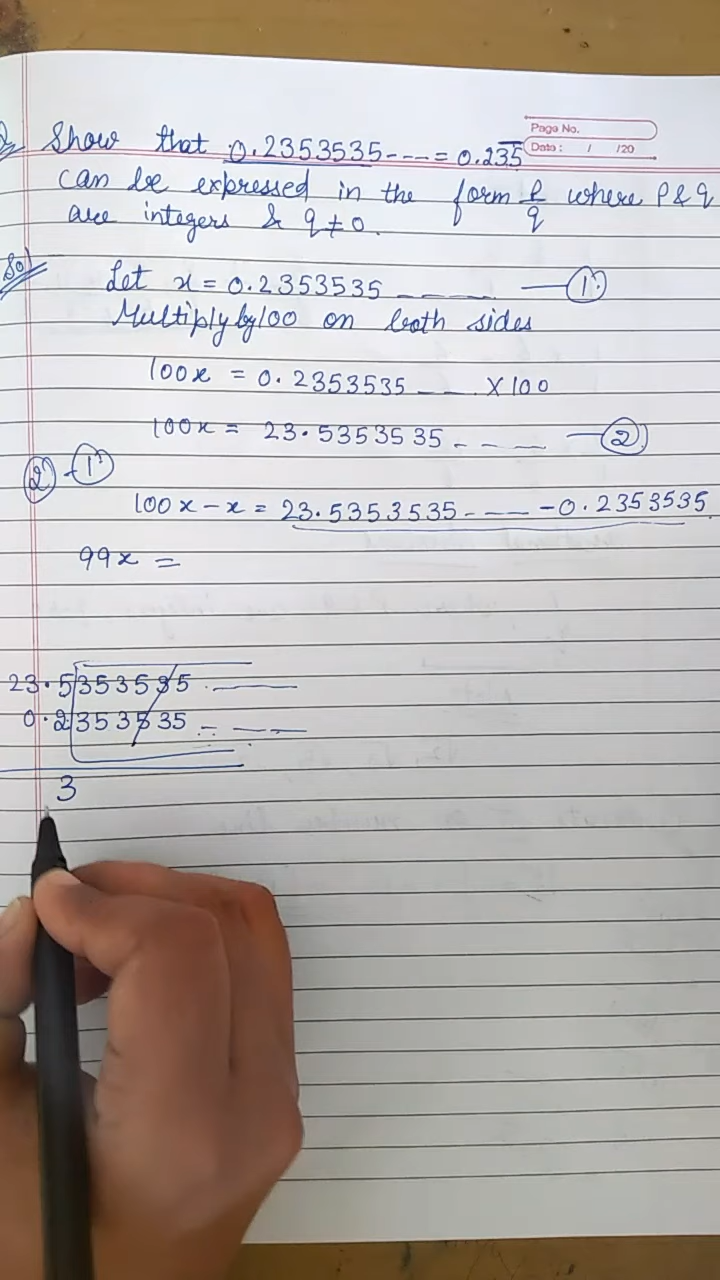 Show that 0.2353535--- = 0.23̅5̅
Page No.
Date : / /20
can be expressed in the form P/q where P & q
are integers & q ≠ 0.
Sol
Let x = 0.2353535 _ _ _ _ —①
Multiply by 100 on both sides
100x = 0.2353535 _ _ . X 100
100x = 23.5353535 - - - —②
② - ①
100x - x = 23.5353535 - - - - 0.2353535
99x =
23.5353535 . ——
0.2353535 - - -
3